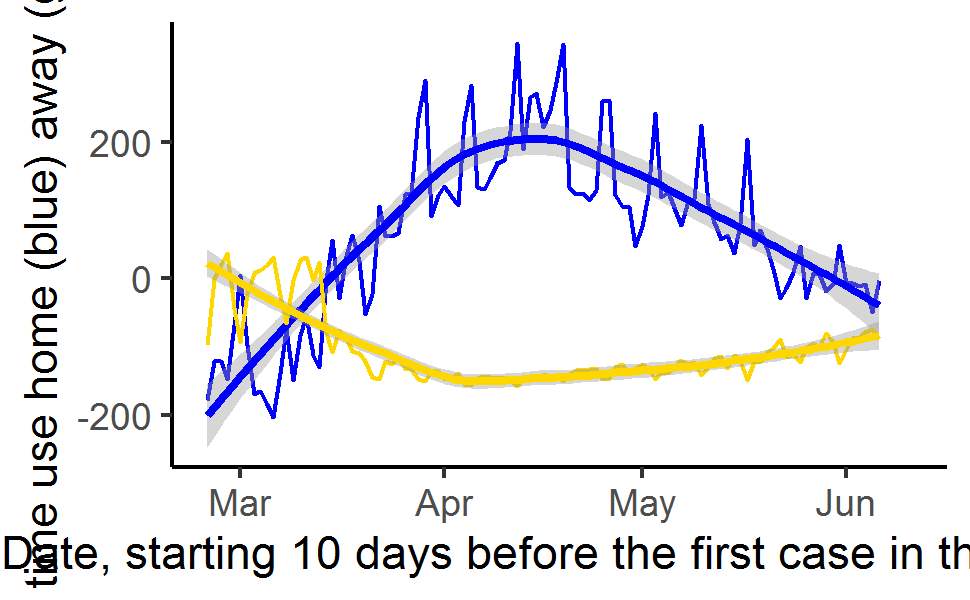 time use home (blue) away (
200
0
-200
Mar Apr May Jun
Date, starting 10 days before the first case in th